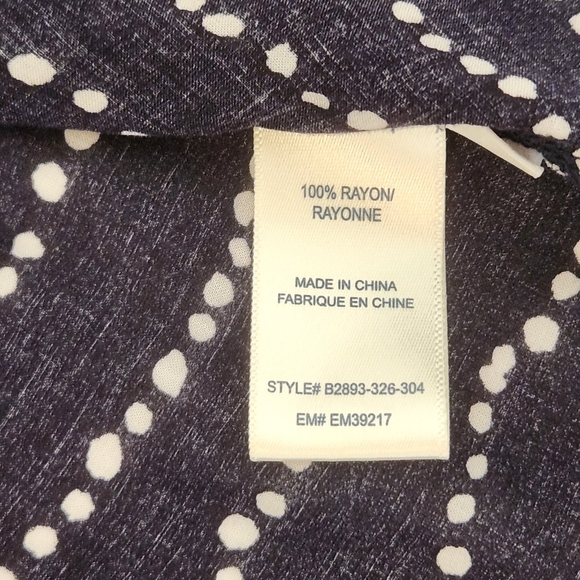 100% RAYON/
RAYONNE
MADE IN CHINA
FABRIQUE EN CHINE
STYLE# B2893-326-304
EM# EM39217